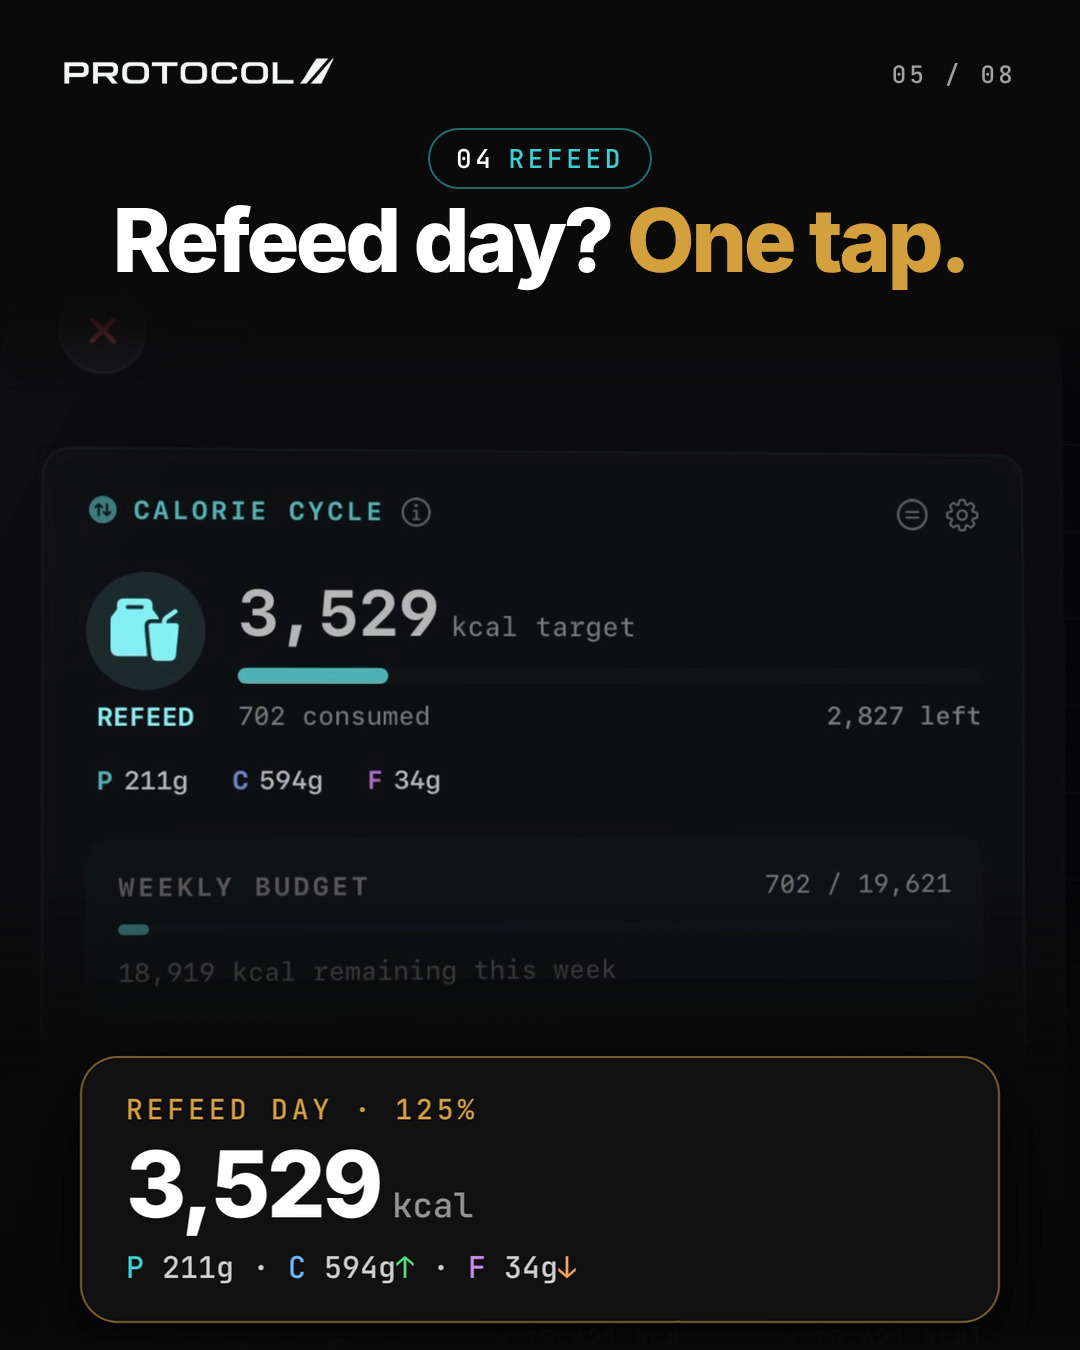 PROTOCOL
05 / 08
04 REFEED
Refeed day? One tap.
CALORIE CYCLE
3,529 kcal target
REFEED
702 consumed
2,827 left
P 211g C 594g F 34g
WEEKLY BUDGET
702 / 19,621
18,919 kcal remaining this week
REFEED DAY · 125%
3,529 kcal
P 211g · C 594g↑ · F 34g↓